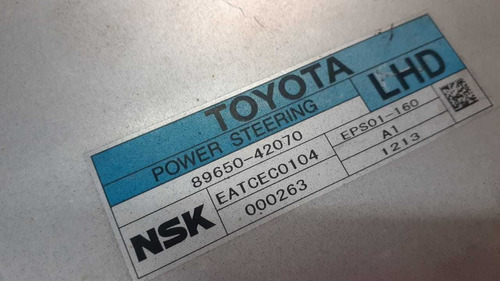 TOYOTA
POWER STEERING
LHD
89650-42070
EPS01-160
EATCEC0104
A1
NSK
000263
1213